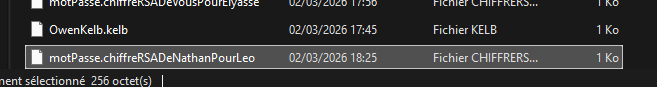 motPasse.chiffreRSADevousPourElyasse 02/03/2026 17:56 Fichier CHIFFRERS... 1 Ko
OwenKelb.kelb 02/03/2026 17:45 Fichier KELB 1 Ko
motPasse.chiffreRSADeNathanPourLeo 02/03/2026 18:25 Fichier CHIFFRERS... 1 Ko
ment sélectionné 256 octet(s)